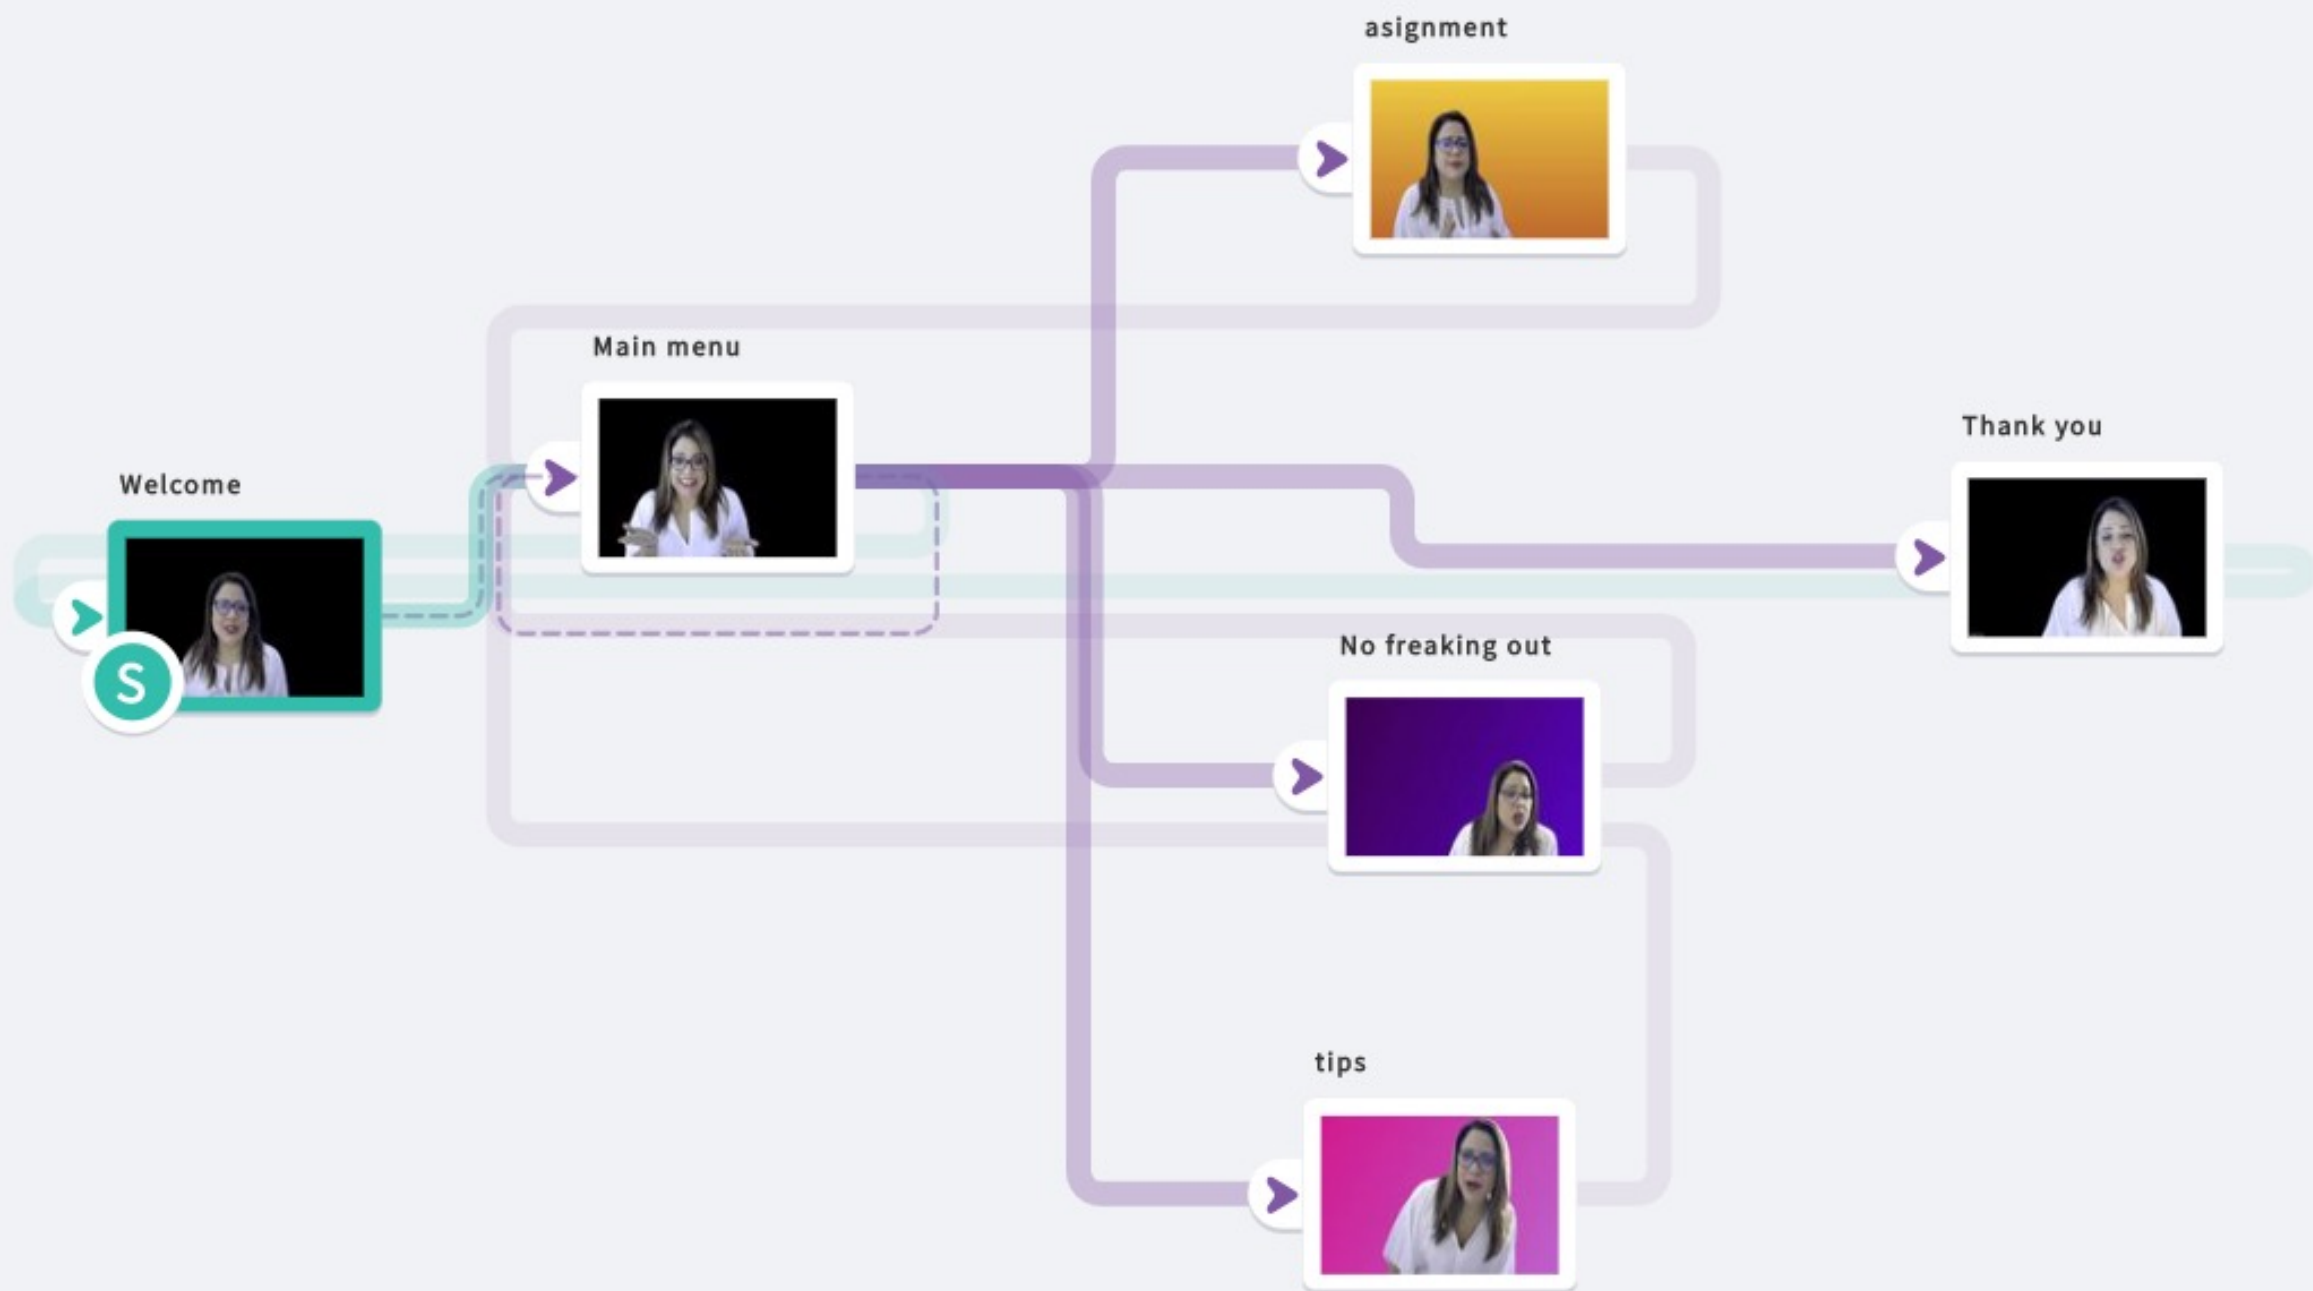 asignment
Main menu
Thank you
Welcome
No freaking out
S
tips